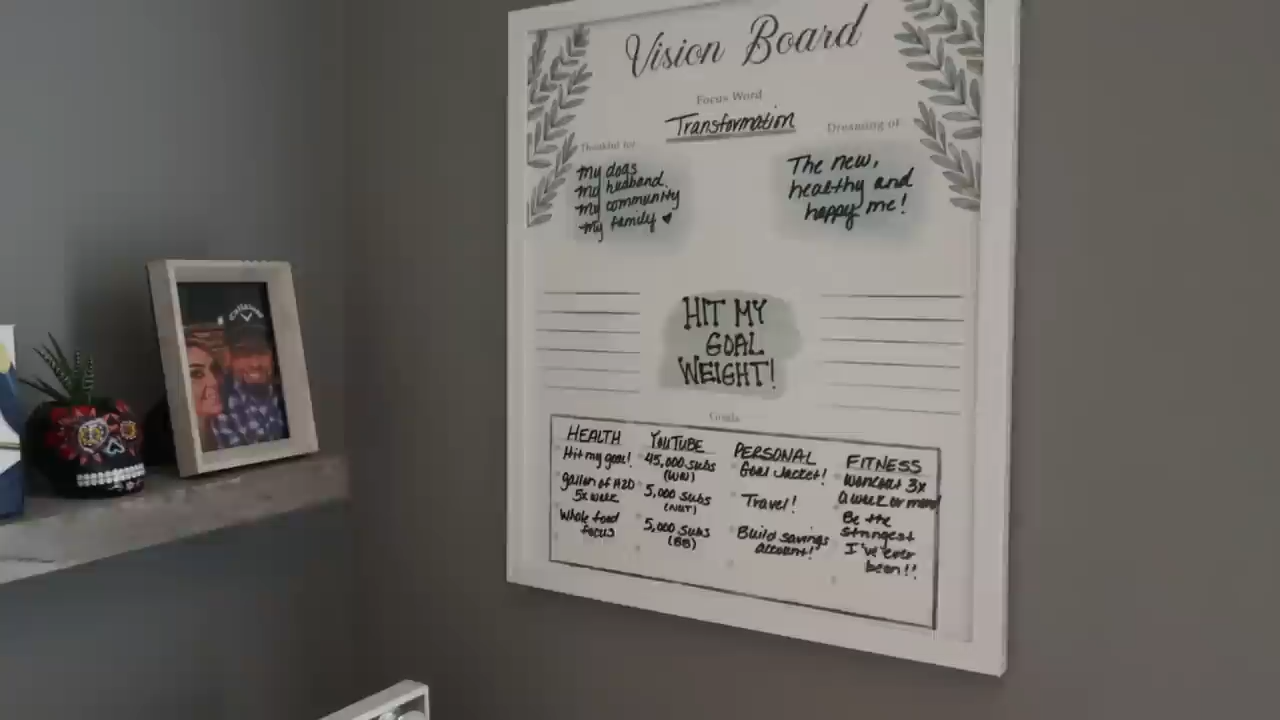 Vision Board
Focus Word
Transformation
Thankful for
my dogs
my husband.
my community
my family ♥
Dreaming of
The new,
healthy and
happy me!
HIT MY
GOAL
WEIGHT!
Goals
HEALTH
Hit my goal!
gallon of H2O
5x week
Whole food
focus
YOUTUBE
45,000 subs
(WW)
5,000 subs
(NUT)
5,000 subs
(BB)
PERSONAL
Goal Jacket!
Travel!
Build savings
account!
FITNESS
workout 3x
a week or more!
Be the
strongest
I've ever
been!!
Callaway